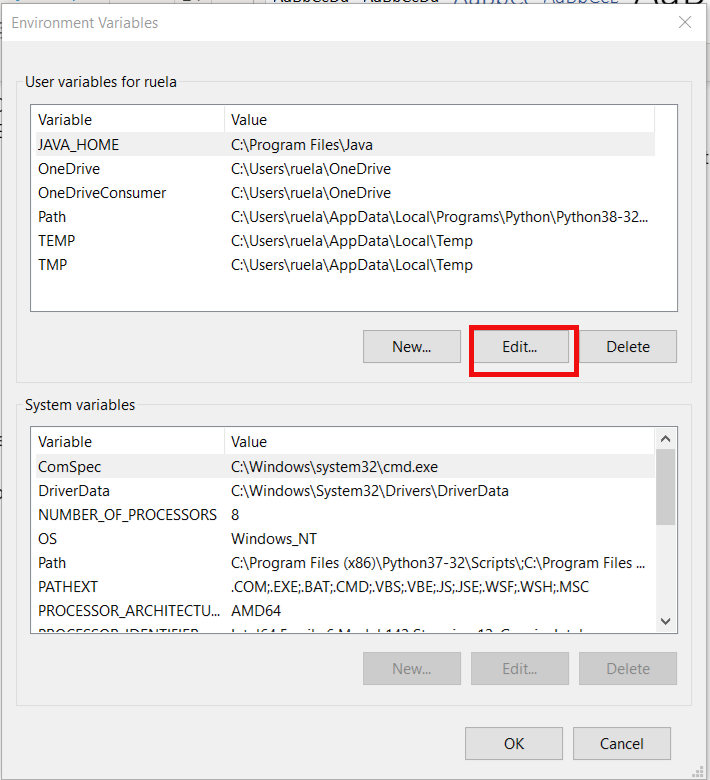 Environment Variables
User variables for ruela
Variable Value
JAVA_HOME C:\Program Files\Java
OneDrive C:\Users\ruela\OneDrive
OneDriveConsumer C:\Users\ruela\OneDrive
Path C:\Users\ruela\AppData\Local\Programs\Python\Python38-32...
TEMP C:\Users\ruela\AppData\Local\Temp
TMP C:\Users\ruela\AppData\Local\Temp
New... Edit... Delete
System variables
Variable Value
ComSpec C:\Windows\system32\cmd.exe
DriverData C:\Windows\System32\Drivers\DriverData
NUMBER_OF_PROCESSORS 8
OS Windows_NT
Path C:\Program Files (x86)\Python37-32\Scripts\;C:\Program Files ...
PATHEXT .COM;.EXE;.BAT;.CMD;.VBS;.VBE;.JS;.JSE;.WSF;.WSH;.MSC
PROCESSOR_ARCHITECTU... AMD64
New... Edit... Delete
OK Cancel